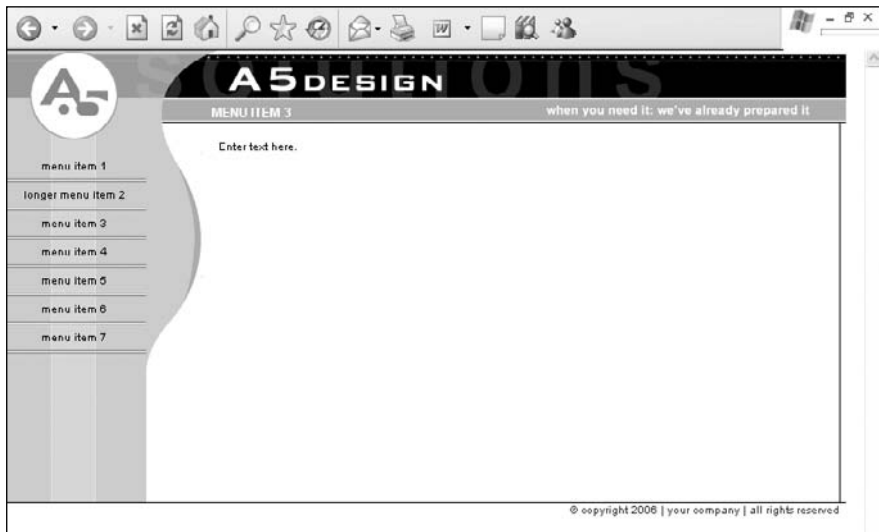 solutions
A5DESIGN
A5
MENU ITEM 3
when you need it: we've already prepared it
Enter text here.
menu item 1
longer menu item 2
menu item 3
menu item 4
menu item 5
menu item 6
menu item 7
© copyright 2006 | your company | all rights reserved